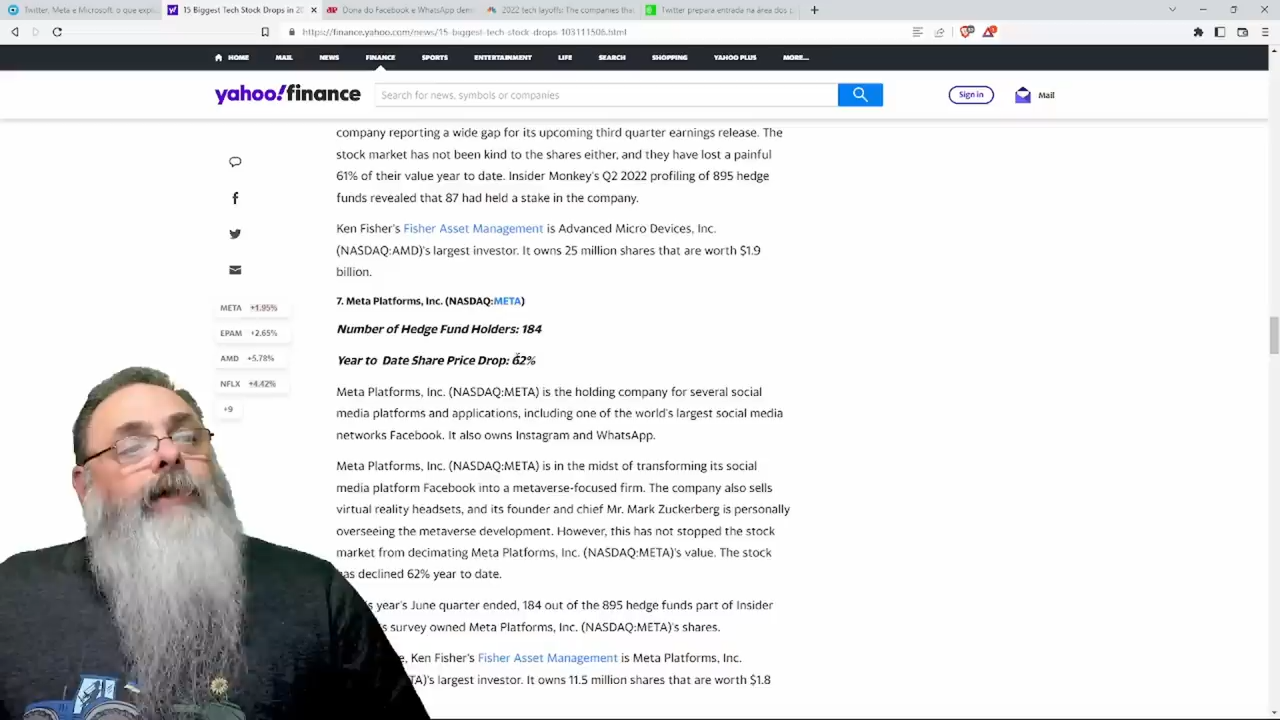 Twitter, Meta e Microsoft: o que expli
15 Biggest Tech Stock Drops in 20
Dona do Facebook e WhatsApp dem
2022 tech layoffs: The companies tha
Twitter prepara entrada na área dos p
https://finance.yahoo.com/news/15-biggest-tech-stock-drops-103111506.html
HOME MAIL NEWS FINANCE SPORTS ENTERTAINMENT LIFE SEARCH SHOPPING YAHOO PLUS MORE...
yahoo!finance
Search for news, symbols or companies
Sign in
Mail
company reporting a wide gap for its upcoming third quarter earnings release. The
stock market has not been kind to the shares either, and they have lost a painful
61% of their value year to date. Insider Monkey's Q2 2022 profiling of 895 hedge
funds revealed that 87 had held a stake in the company.
Ken Fisher's Fisher Asset Management is Advanced Micro Devices, Inc.
(NASDAQ:AMD)'s largest investor. It owns 25 million shares that are worth $1.9
billion.
META +1.95%
EPAM +2.65%
AMD +5.78%
NFLX +4.42%
+9
7. Meta Platforms, Inc. (NASDAQ:META)
Number of Hedge Fund Holders: 184
Year to Date Share Price Drop: 62%
Meta Platforms, Inc. (NASDAQ:META) is the holding company for several social
media platforms and applications, including one of the world's largest social media
networks Facebook. It also owns Instagram and WhatsApp.
Meta Platforms, Inc. (NASDAQ:META) is in the midst of transforming its social
media platform Facebook into a metaverse-focused firm. The company also sells
virtual reality headsets, and its founder and chief Mr. Mark Zuckerberg is personally
overseeing the metaverse development. However, this has not stopped the stock
market from decimating Meta Platforms, Inc. (NASDAQ:META)'s value. The stock
has declined 62% year to date.
year's June quarter ended, 184 out of the 895 hedge funds part of Insider
survey owned Meta Platforms, Inc. (NASDAQ:META)'s shares.
Ken Fisher's Fisher Asset Management is Meta Platforms, Inc.
TA)'s largest investor. It owns 11.5 million shares that are worth $1.8